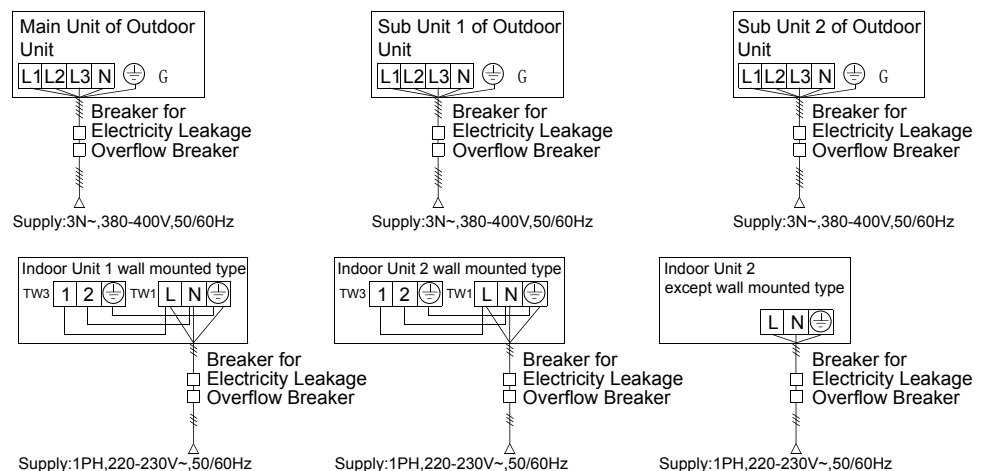 Main Unit of Outdoor
Unit
L1 L2 L3 N G
Breaker for
Electricity Leakage
Overflow Breaker
Supply:3N~,380-400V,50/60Hz
Sub Unit 1 of Outdoor
Unit
L1 L2 L3 N G
Breaker for
Electricity Leakage
Overflow Breaker
Supply:3N~,380-400V,50/60Hz
Sub Unit 2 of Outdoor
Unit
L1 L2 L3 N G
Breaker for
Electricity Leakage
Overflow Breaker
Supply:3N~,380-400V,50/60Hz
Indoor Unit 1 wall mounted type
TW3 1 2 TW1 L N
Breaker for
Electricity Leakage
Overflow Breaker
Supply:1PH,220-230V~,50/60Hz
Indoor Unit 2 wall mounted type
TW3 1 2 TW1 L N
Breaker for
Electricity Leakage
Overflow Breaker
Supply:1PH,220-230V~,50/60Hz
Indoor Unit 2
except wall mounted type
L N
Breaker for
Electricity Leakage
Overflow Breaker
Supply:1PH,220-230V~,50/60Hz